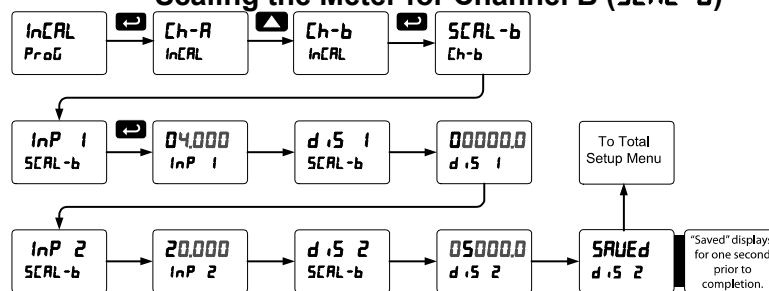 Scaling the Meter for Channel B (SCAL-b)
InCAL
ProG
Ch-A
InCAL
Ch-b
InCAL
SCAL-b
Ch-b
InP 1
SCAL-b
04.000
InP 1
diS 1
SCAL-b
00000.0
diS 1
To Total
Setup Menu
InP 2
SCAL-b
20.000
InP 2
diS 2
SCAL-b
05000.0
diS 2
SAVEd
diS 2
"Saved" displays
for one second
prior to
completion.